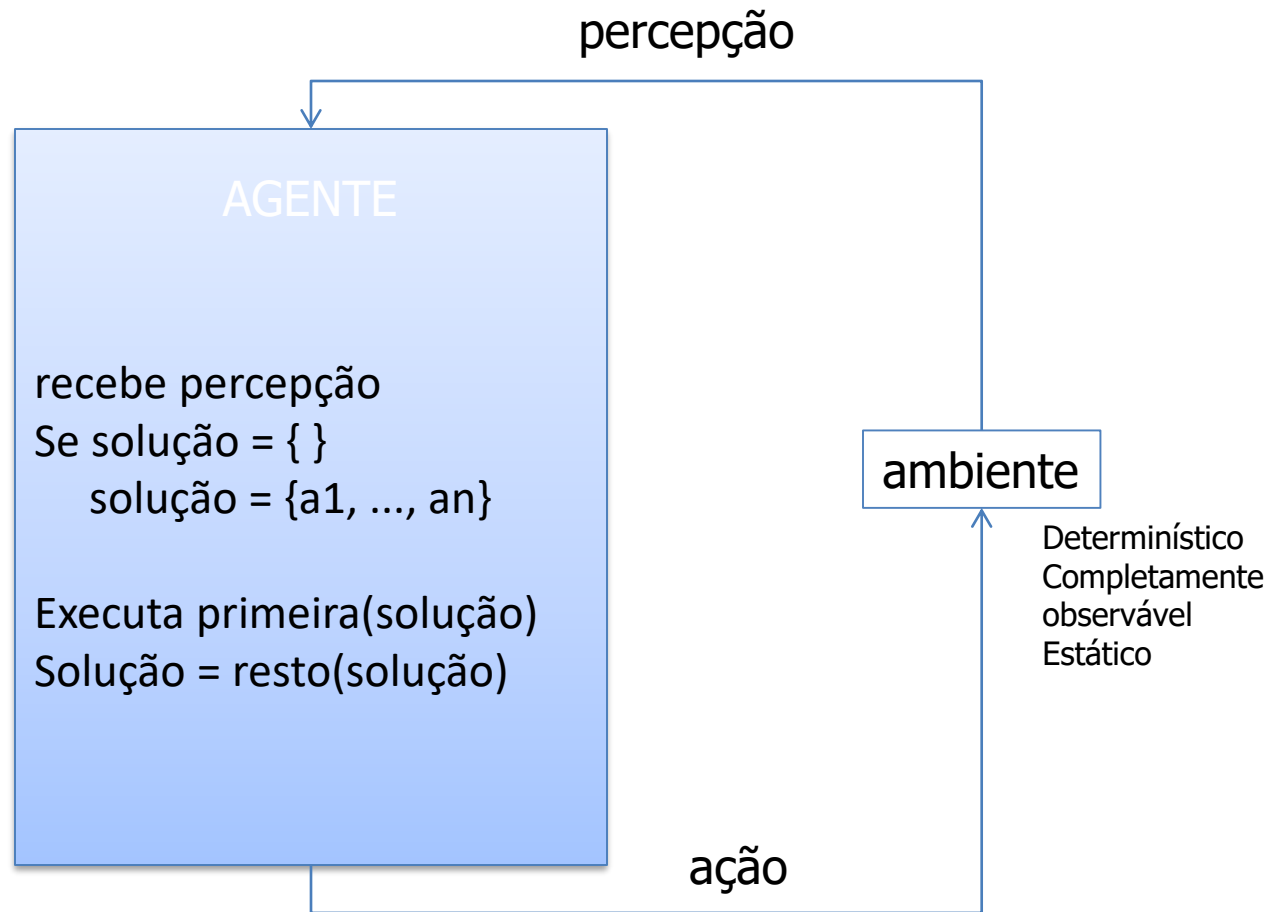 percepção
AGENTE
recebe percepção
Se solução = { }
solução = {a1, ..., an}
Executa primeira(solução)
Solução = resto(solução)
ambiente
Determinístico
Completamente
observável
Estático
ação